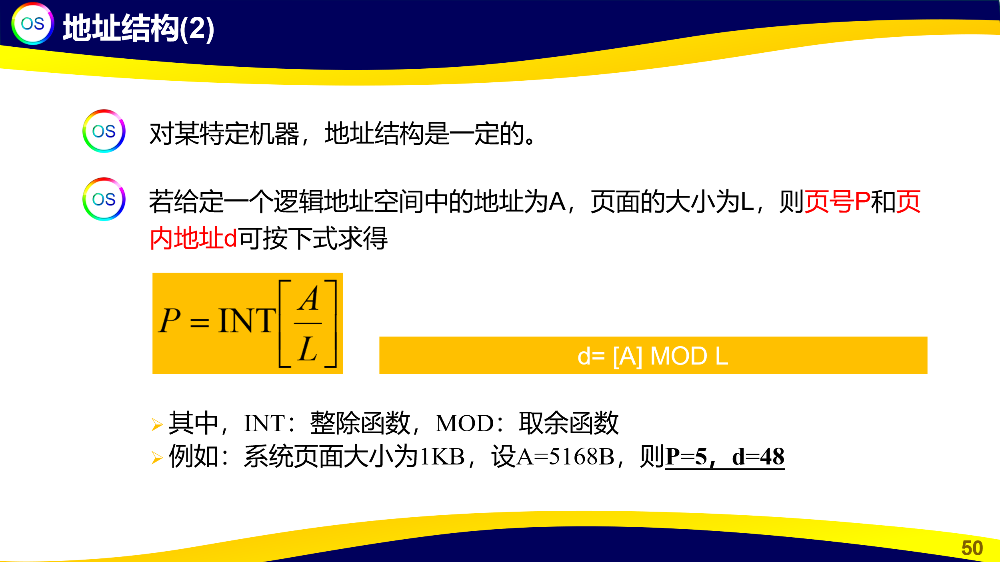 OS 地址结构(2)
OS 对某特定机器，地址结构是一定的。
OS 若给定一个逻辑地址空间中的地址为A，页面的大小为L，则页号P和页
内地址d可按下式求得
P = INT[A/L]
d= [A] MOD L
其中，INT：整除函数，MOD：取余函数
例如：系统页面大小为1KB，设A=5168B，则P=5，d=48
50